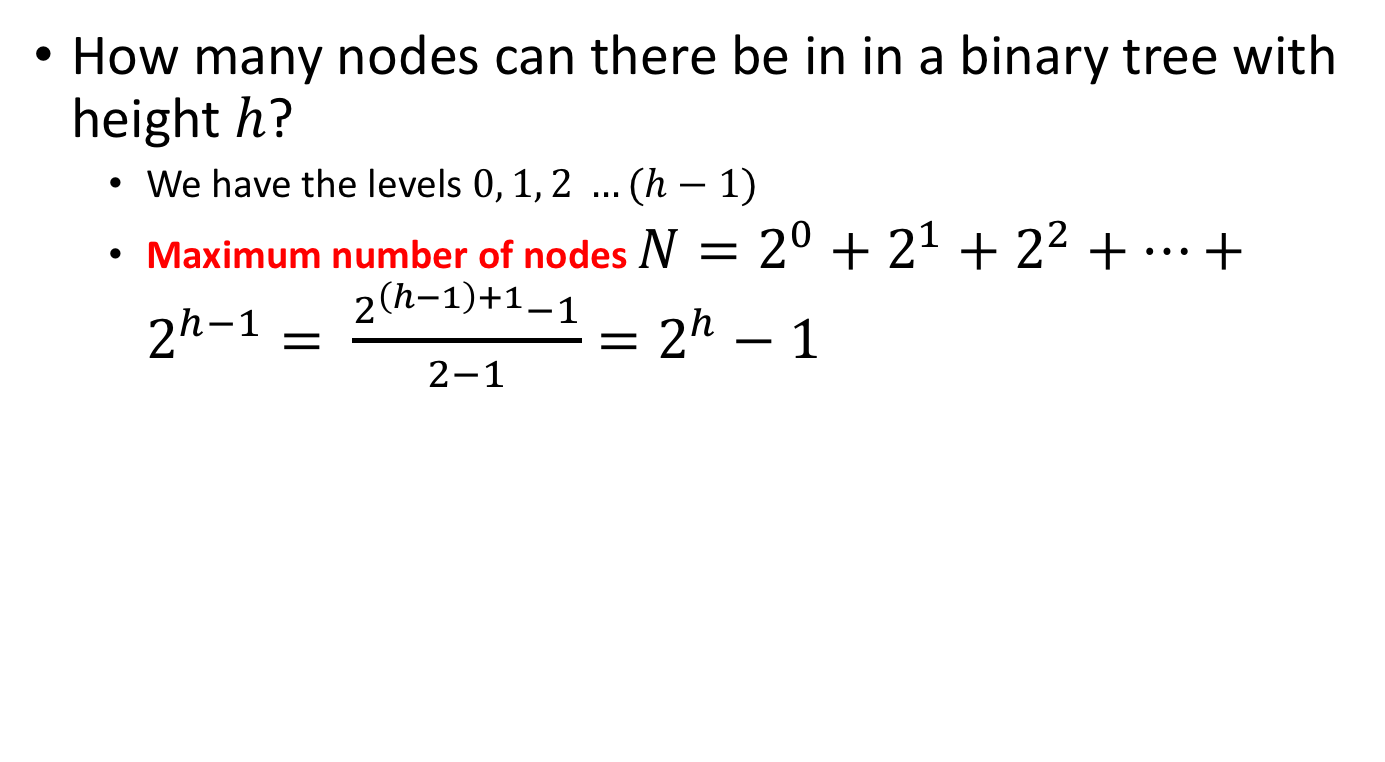 • How many nodes can there be in in a binary tree with
height ℎ?
• We have the levels 0, 1, 2 … (ℎ − 1)
• Maximum number of nodes 𝑁 = 2^0 + 2^1 + 2^2 + ⋯ +
2^{ℎ−1} = \frac{2^{(ℎ−1)+1}−1}{2−1} = 2^ℎ − 1